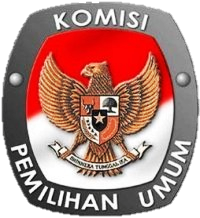 KOMISI
BHINNEKA TUNGGAL IKA
PEMILIHAN UMUM